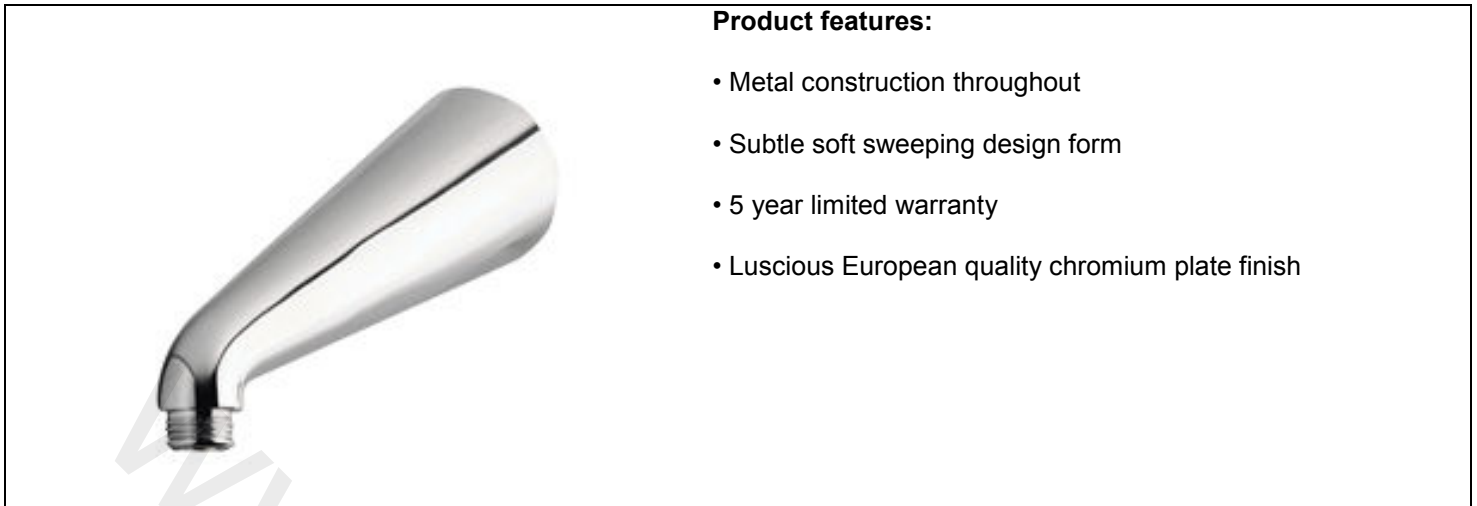 Product features:
• Metal construction throughout
• Subtle soft sweeping design form
• 5 year limited warranty
• Luscious European quality chromium plate finish